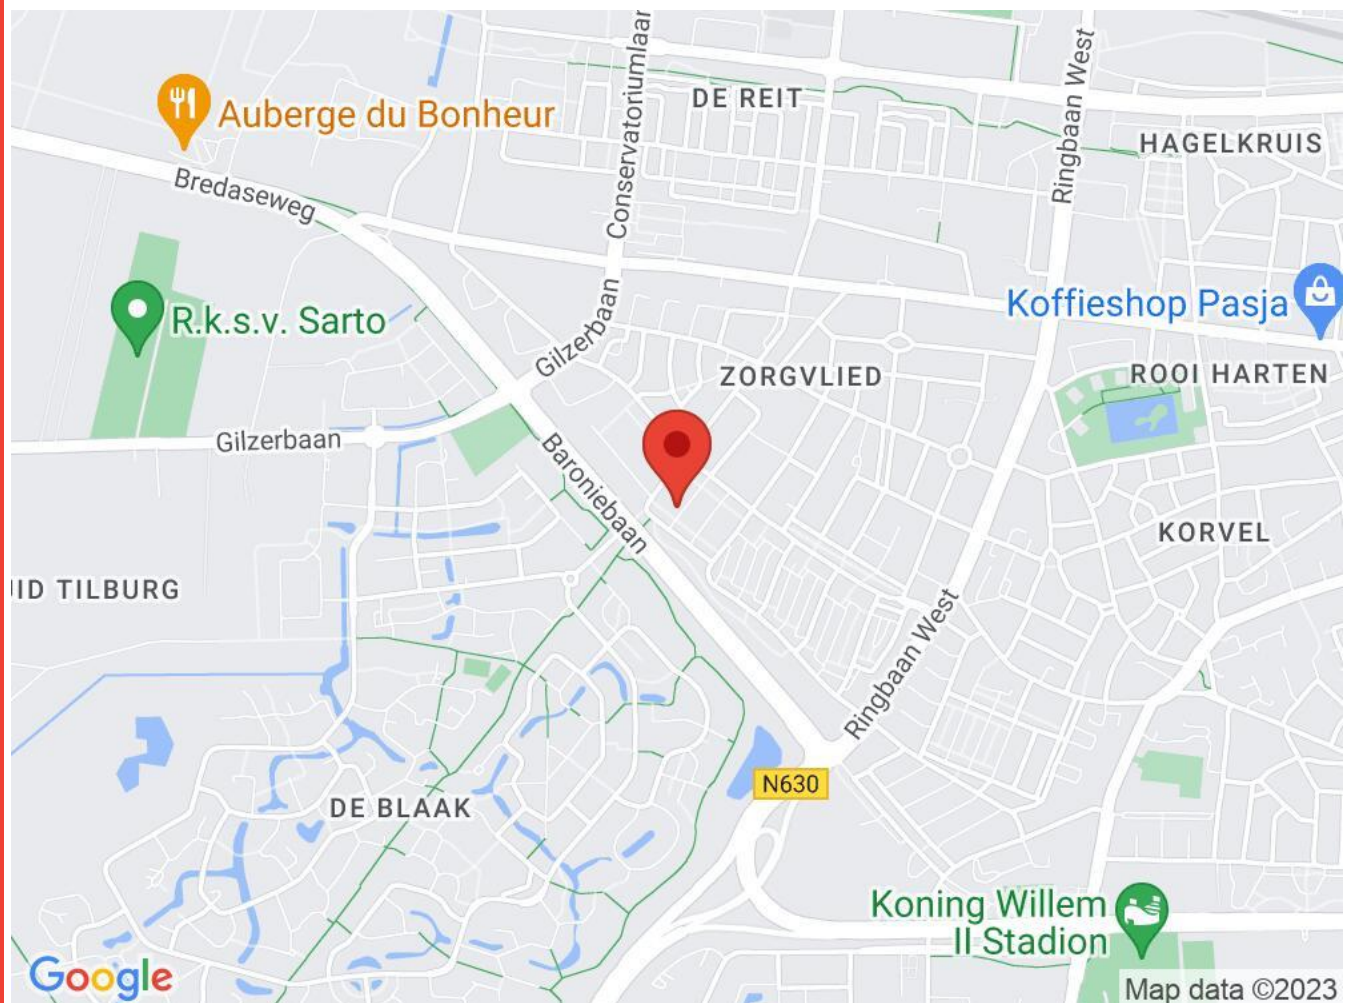 Conservatoriumlaan
Ringbaan West
DE REIT
Auberge du Bonheur
HAGELKRUIS
Bredaseweg
Koffieshop Pasja
R.k.s.v. Sarto
Gilzerbaan
ZORGVLIED
ROOI HARTEN
Gilzerbaan
Baroniebaan
KORVEL
UID TILBURG
Ringbaan West
N630
DE BLAAK
Koning Willem
II Stadion
Google
Map data ©2023